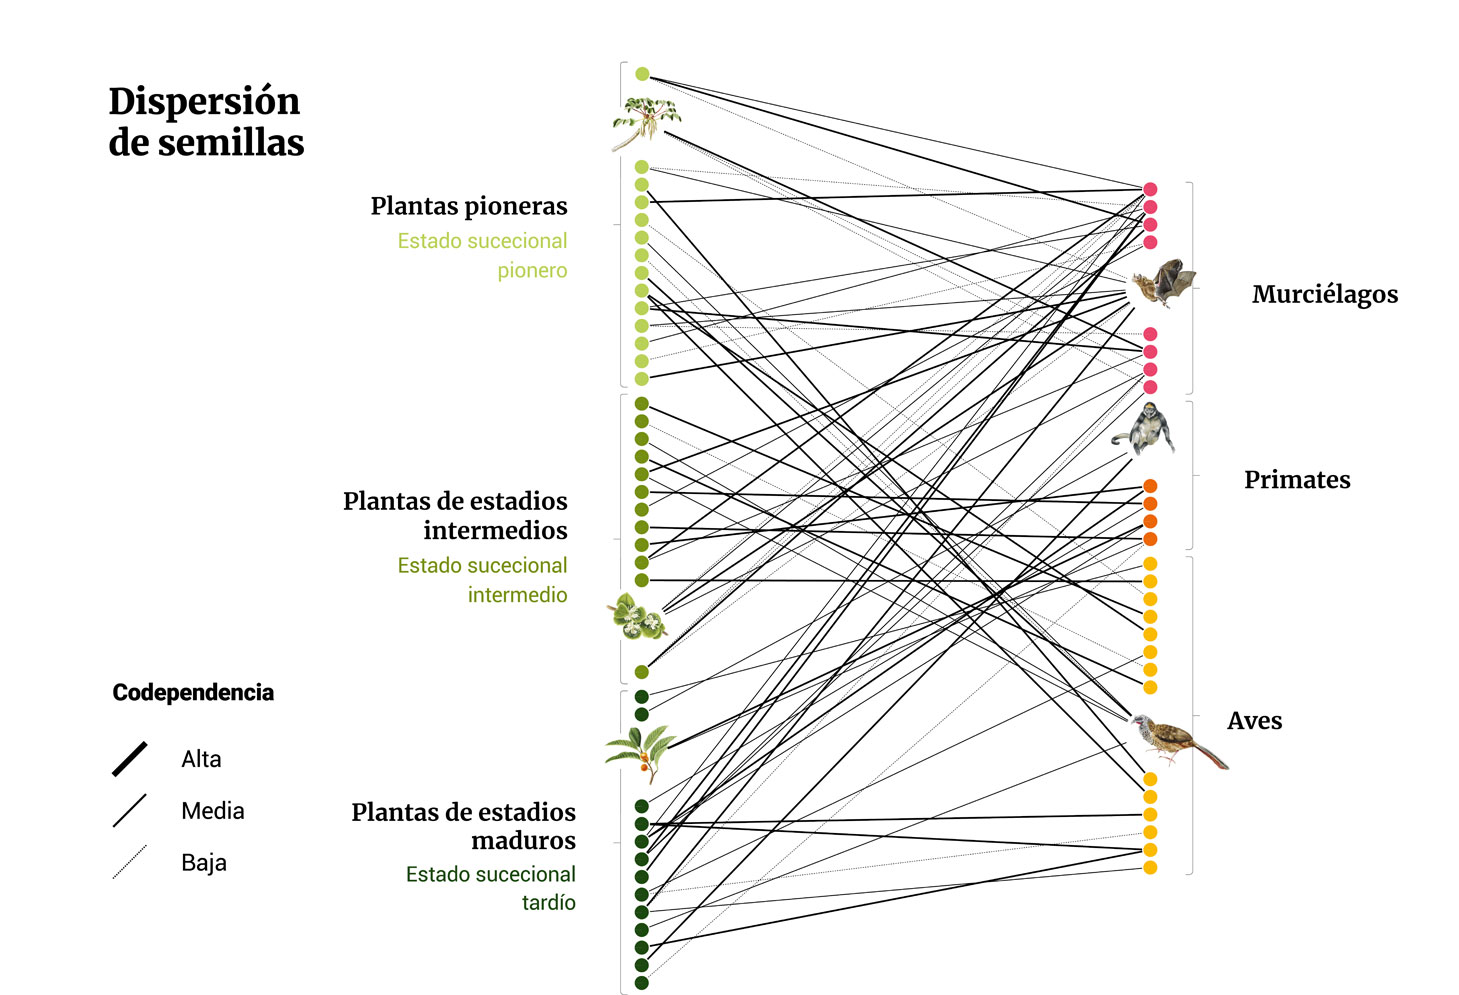 Dispersión
de semillas
Plantas pioneras
Estado sucecional
pionero
Plantas de estadios
intermedios
Estado sucecional
intermedio
Plantas de estadios
maduros
Estado sucecional
tardío
Codependencia
Alta
Media
Baja
Murciélagos
Primates
Aves